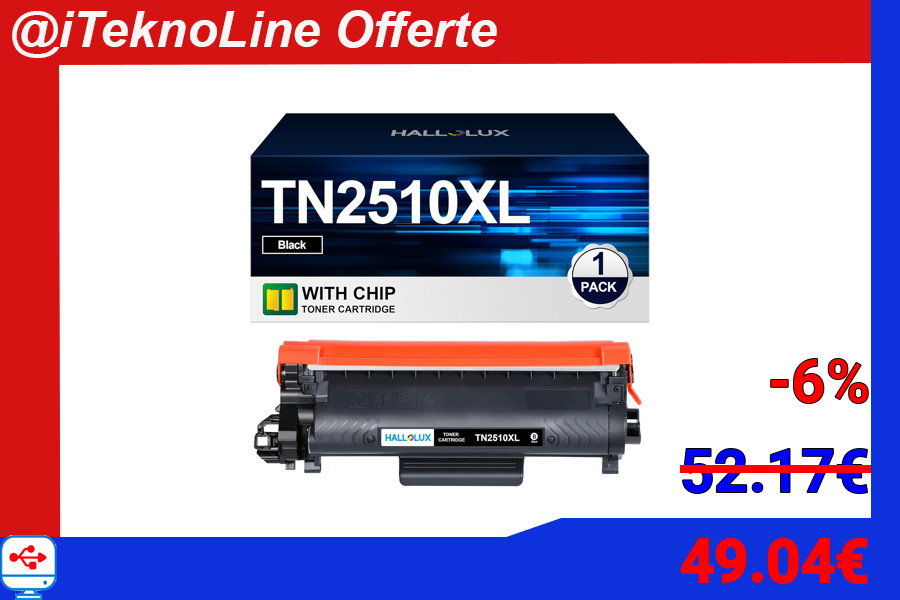 @iTeknoLine Offerte
HALLOLUX
TN2510XL
Black
1
PACK
WITH CHIP
TONER CARTRIDGE
HALLOLUX
TONER
CARTRIDGE
TN2510XL
-6%
52.17€
49.04€